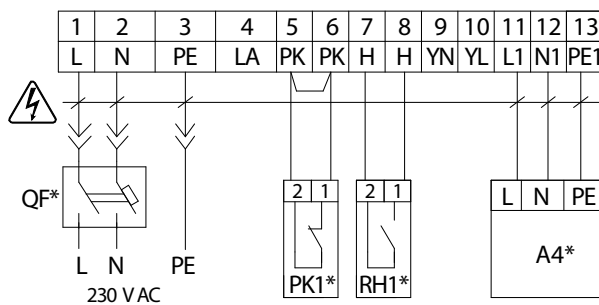 1 2 3 4 5 6 7 8 9 10 11 12 13
L N PE LA PK PK H H YN YL L1 N1 PE1
2 1 2 1 L N PE
QF* A4*
PK1* RH1*
L N PE
230 V AC